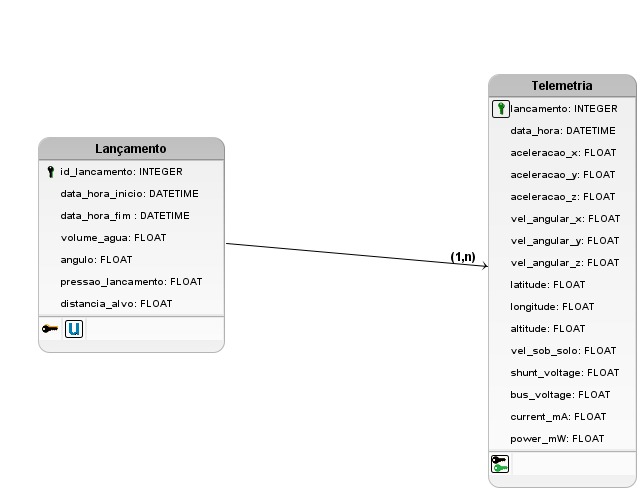 Lançamento
id_lancamento: INTEGER
data_hora_inicio: DATETIME
data_hora_fim : DATETIME
volume_agua: FLOAT
angulo: FLOAT
pressao_lancamento: FLOAT
distancia_alvo: FLOAT
U
(1,n)
Telemetria
lancamento: INTEGER
data_hora: DATETIME
aceleracao_x: FLOAT
aceleracao_y: FLOAT
aceleracao_z: FLOAT
vel_angular_x: FLOAT
vel_angular_y: FLOAT
vel_angular_z: FLOAT
latitude: FLOAT
longitude: FLOAT
altitude: FLOAT
vel_sob_solo: FLOAT
shunt_voltage: FLOAT
bus_voltage: FLOAT
current_mA: FLOAT
power_mW: FLOAT